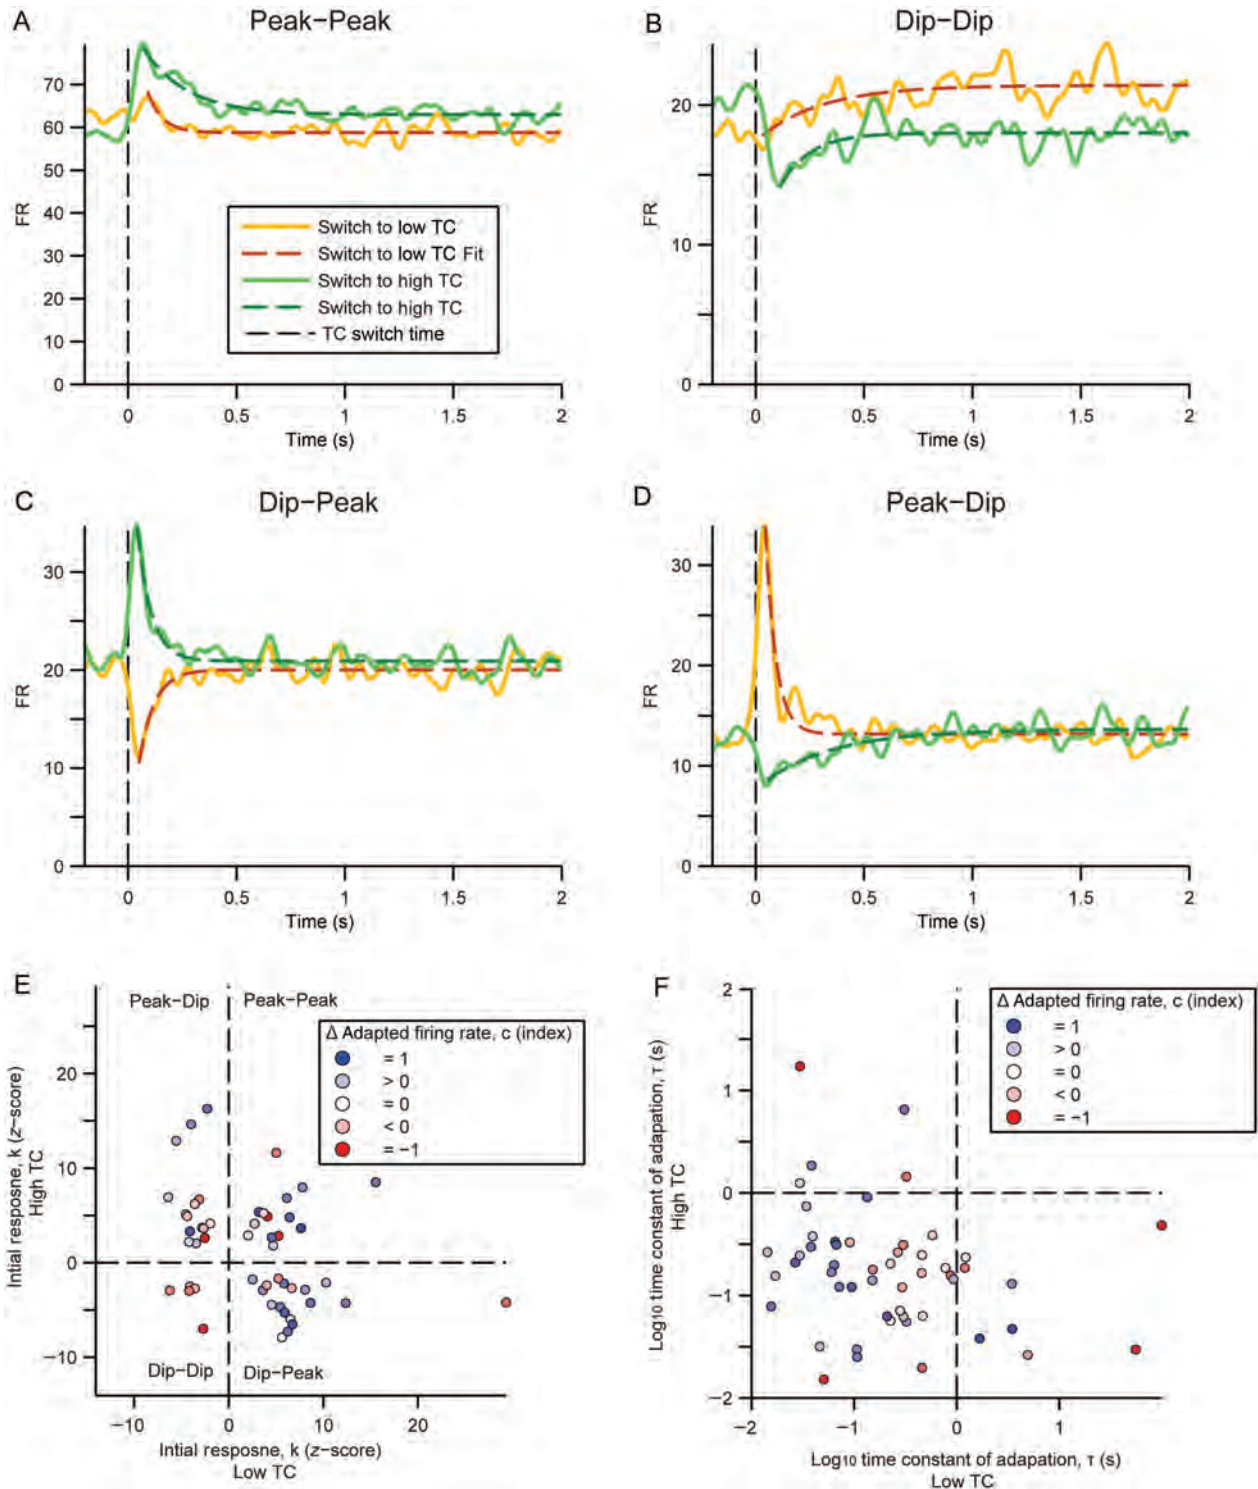 A
Peak−Peak
FR
70
60
50
40
30
20
10
0
Switch to low TC
Switch to low TC Fit
Switch to high TC
Switch to high TC
TC switch time
0
0.5
1
1.5
2
Time (s)
B
Dip−Dip
20
10
0
0
0.5
1
1.5
2
Time (s)
C
Dip−Peak
FR
30
20
10
0
0
0.5
1
1.5
2
Time (s)
D
Peak−Dip
30
20
10
0
0
0.5
1
1.5
2
Time (s)
E
Peak−Dip
Peak−Peak
Δ Adapted firing rate, c (index)
= 1
> 0
= 0
< 0
= −1
Intial resposne, k (z−score)
High TC
20
10
0
−10
Dip−Dip
Dip−Peak
−10
0
10
20
Intial resposne, k (z−score)
Low TC
F
Δ Adapted firing rate, c (index)
= 1
> 0
= 0
< 0
= −1
Log10 time constant of adapation, τ (s)
High TC
2
1
0
−1
−2
−2
−1
0
1
Log10 time constant of adapation, τ (s)
Low TC